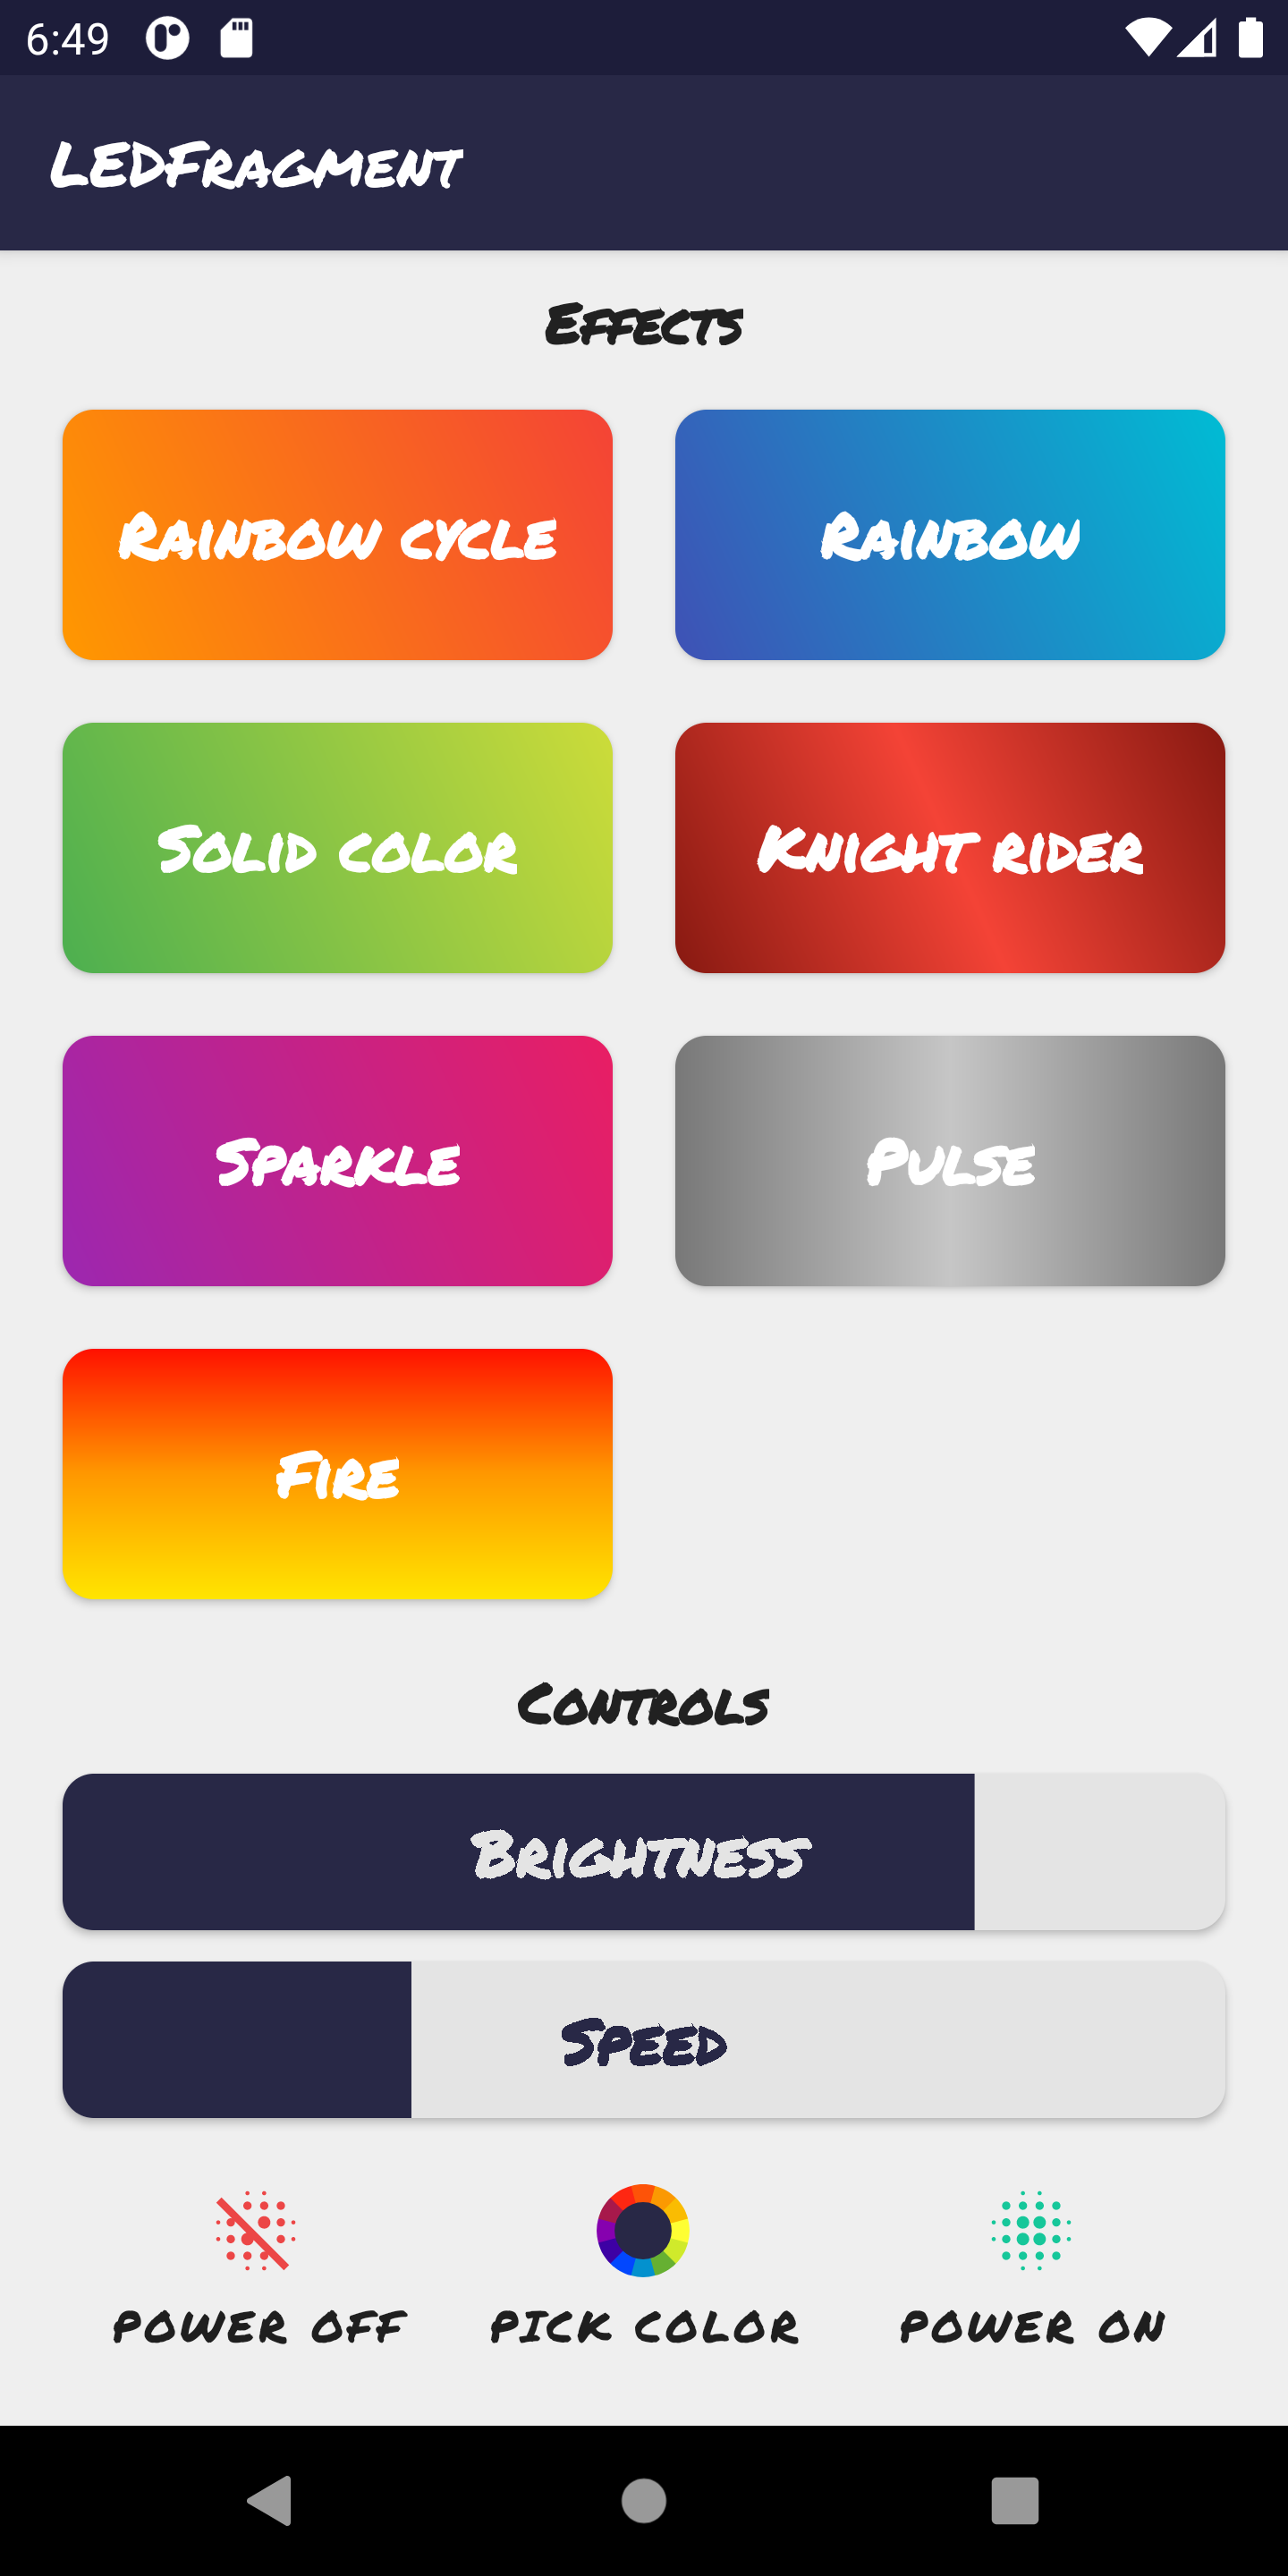 6:49
LEDFragment
Effects
Rainbow cycle
Rainbow
Solid color
Knight rider
Sparkle
Pulse
Fire
Controls
Brightness
Speed
Power off
Pick color
Power on